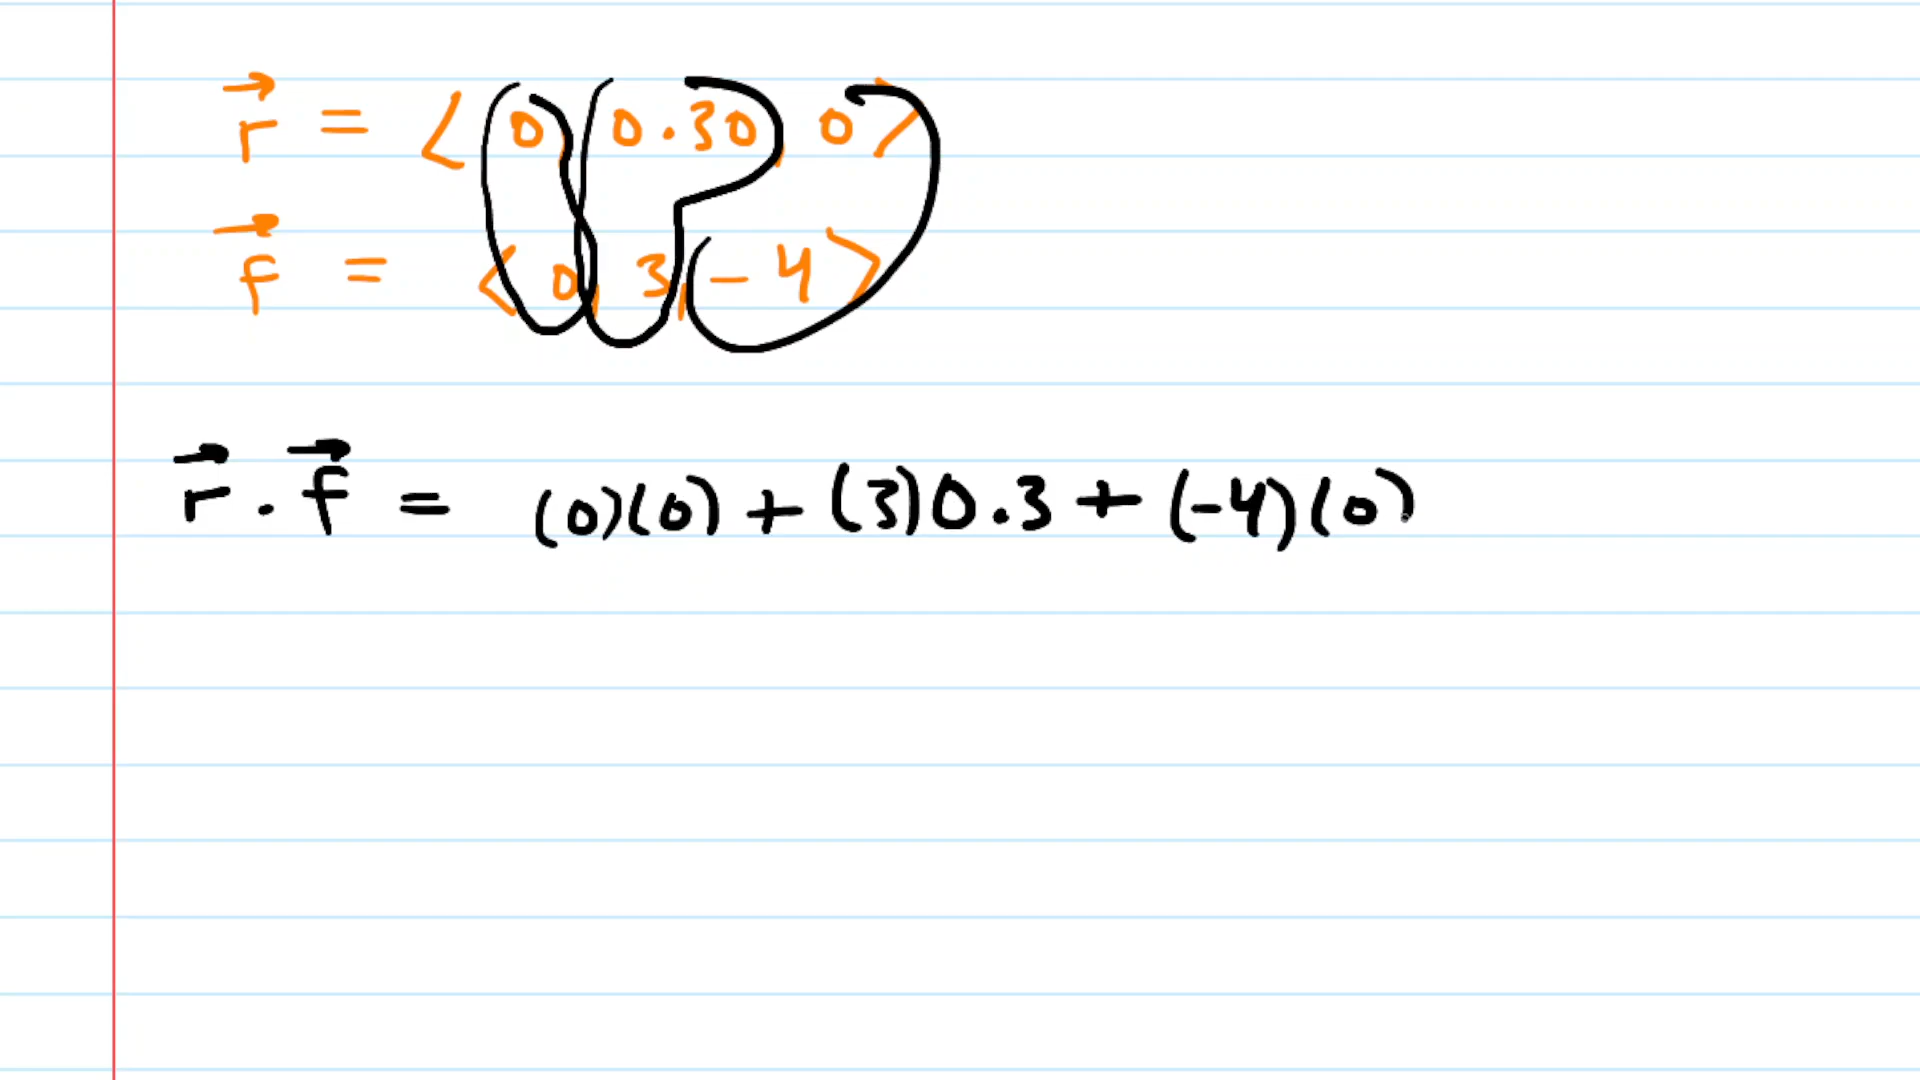 r⃗ = ⟨0, 0.30, 0⟩
f⃗ = ⟨0, 3, -4⟩
r⃗ . f⃗ = (0)(0) + (3)0.3 + (-4)(0)